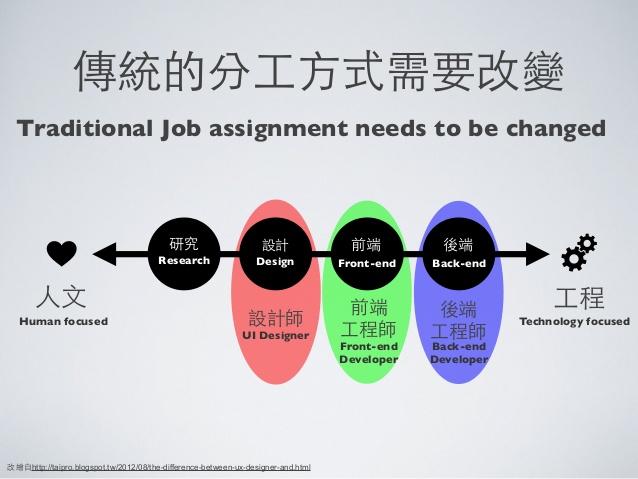 傳統的分工方式需要改變
Traditional Job assignment needs to be changed
研究
Research
設計
Design
前端
Front-end
後端
Back-end
人文
Human focused
設計師
UI Designer
前端
工程師
Front-end
Developer
後端
工程師
Back-end
Developer
工程
Technology focused
改繪自http://taipro.blogspot.tw/2012/08/the-difference-between-ux-designer-and.html